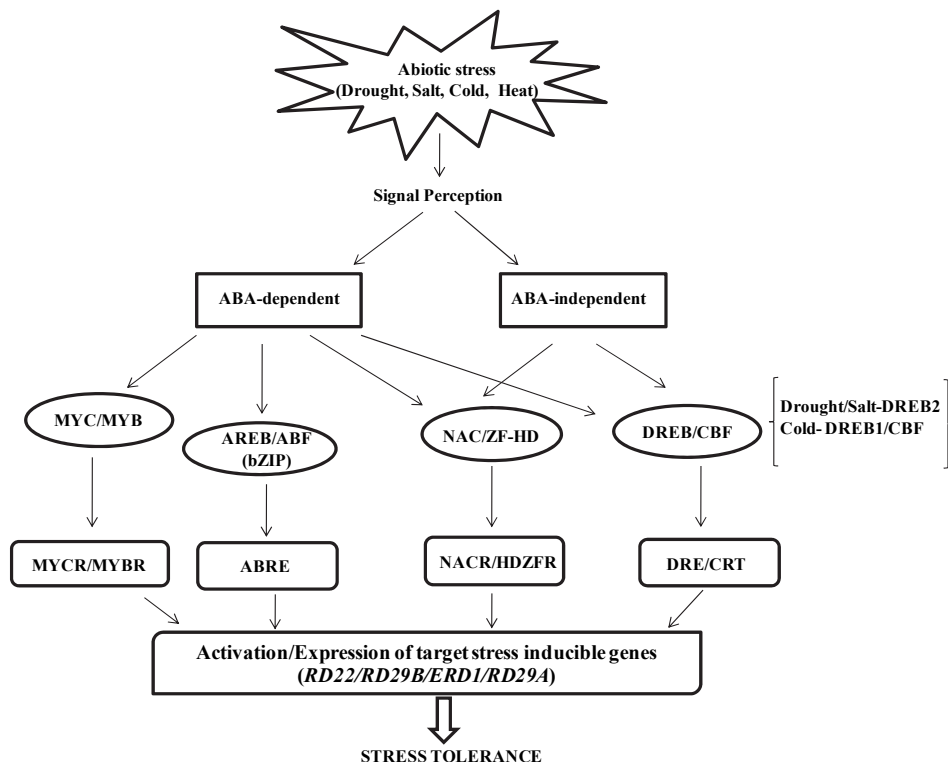 Abiotic stress
(Drought, Salt, Cold, Heat)
Signal Perception
ABA-dependent
ABA-independent
MYC/MYB
AREB/ABF
(bZIP)
NAC/ZF-HD
DREB/CBF
Drought/Salt-DREB2
Cold- DREB1/CBF
MYCR/MYBR
ABRE
NACR/HDZFR
DRE/CRT
Activation/Expression of target stress inducible genes
(RD22/RD29B/ERD1/RD29A)
STRESS TOLERANCE